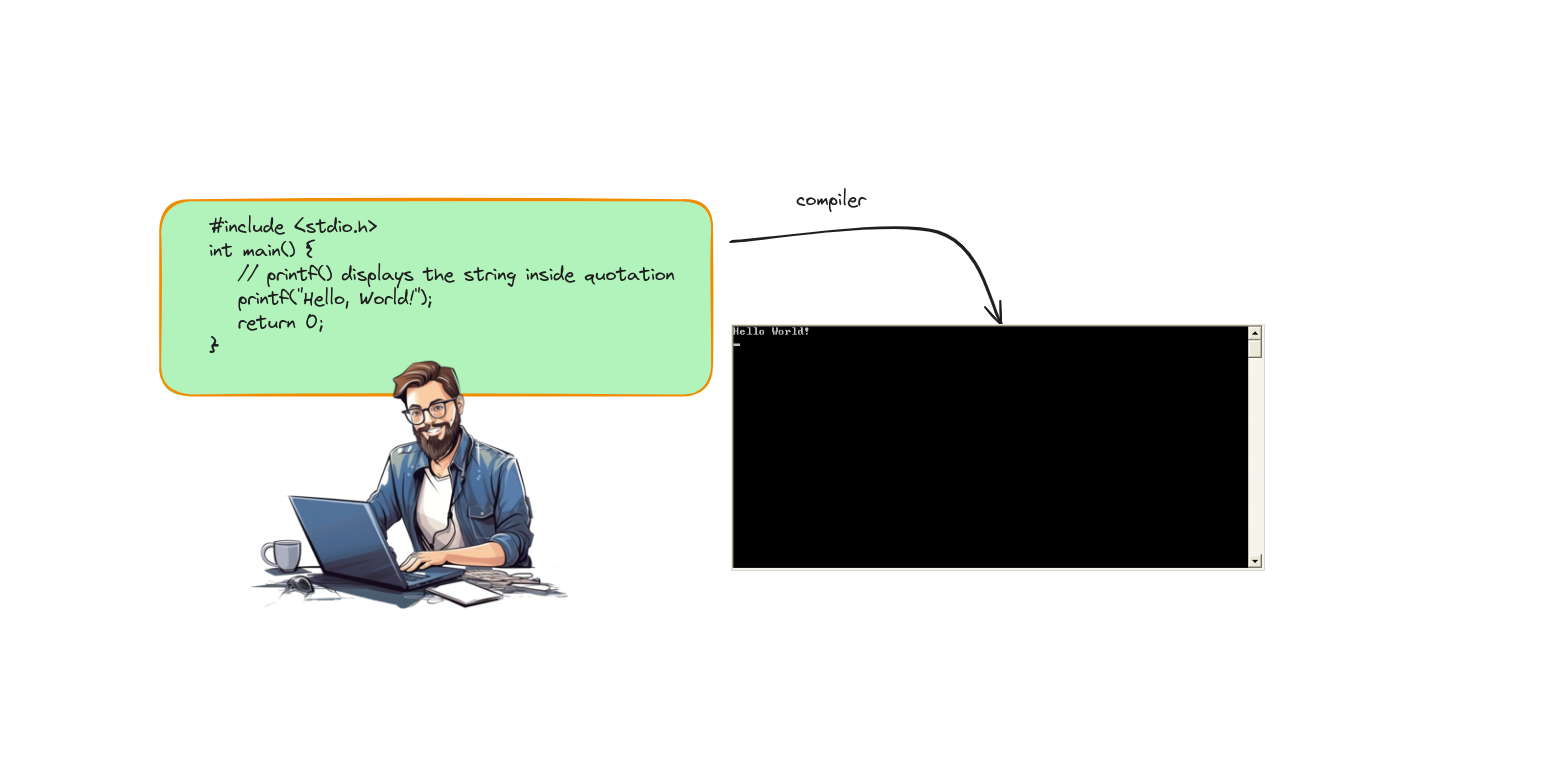 #include <stdio.h>
int main() {
// printf() displays the string inside quotation
printf("Hello, World!");
return 0;
}
compiler
Hello World!